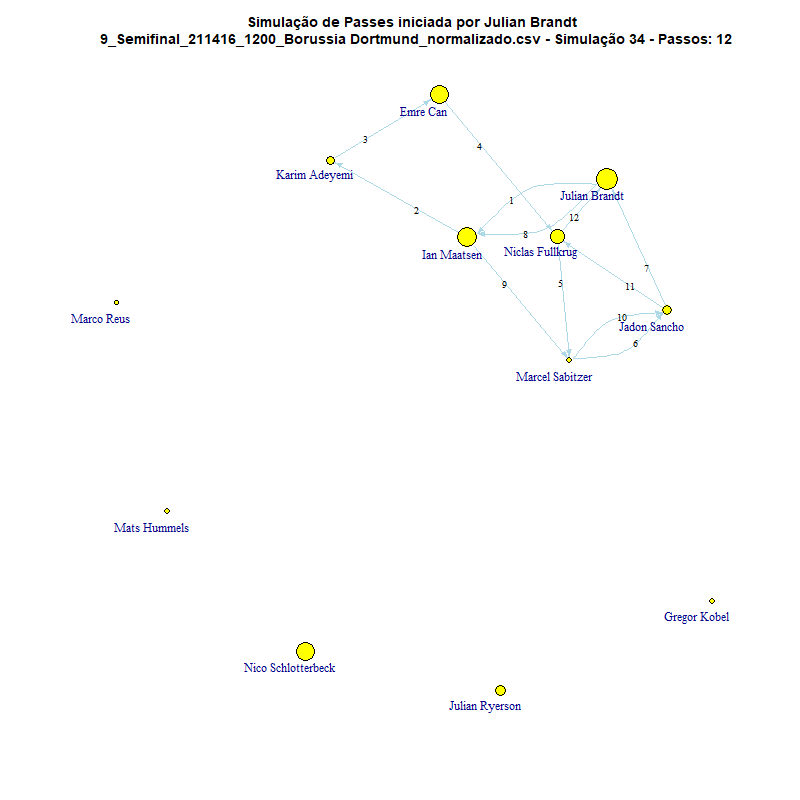 Simulação de Passes iniciada por Julian Brandt
9_Semifinal_211416_1200_Borussia Dortmund_normalizado.csv - Simulação 34 - Passos: 12
Emre Can
3
4
Karim Adeyemi
Julian Brandt
1
2
12
8
Ian Maatsen
Niclas Fullkrug
7
9
5
11
Marco Reus
10
Jadon Sancho
6
Marcel Sabitzer
Mats Hummels
Gregor Kobel
Nico Schlotterbeck
Julian Ryerson